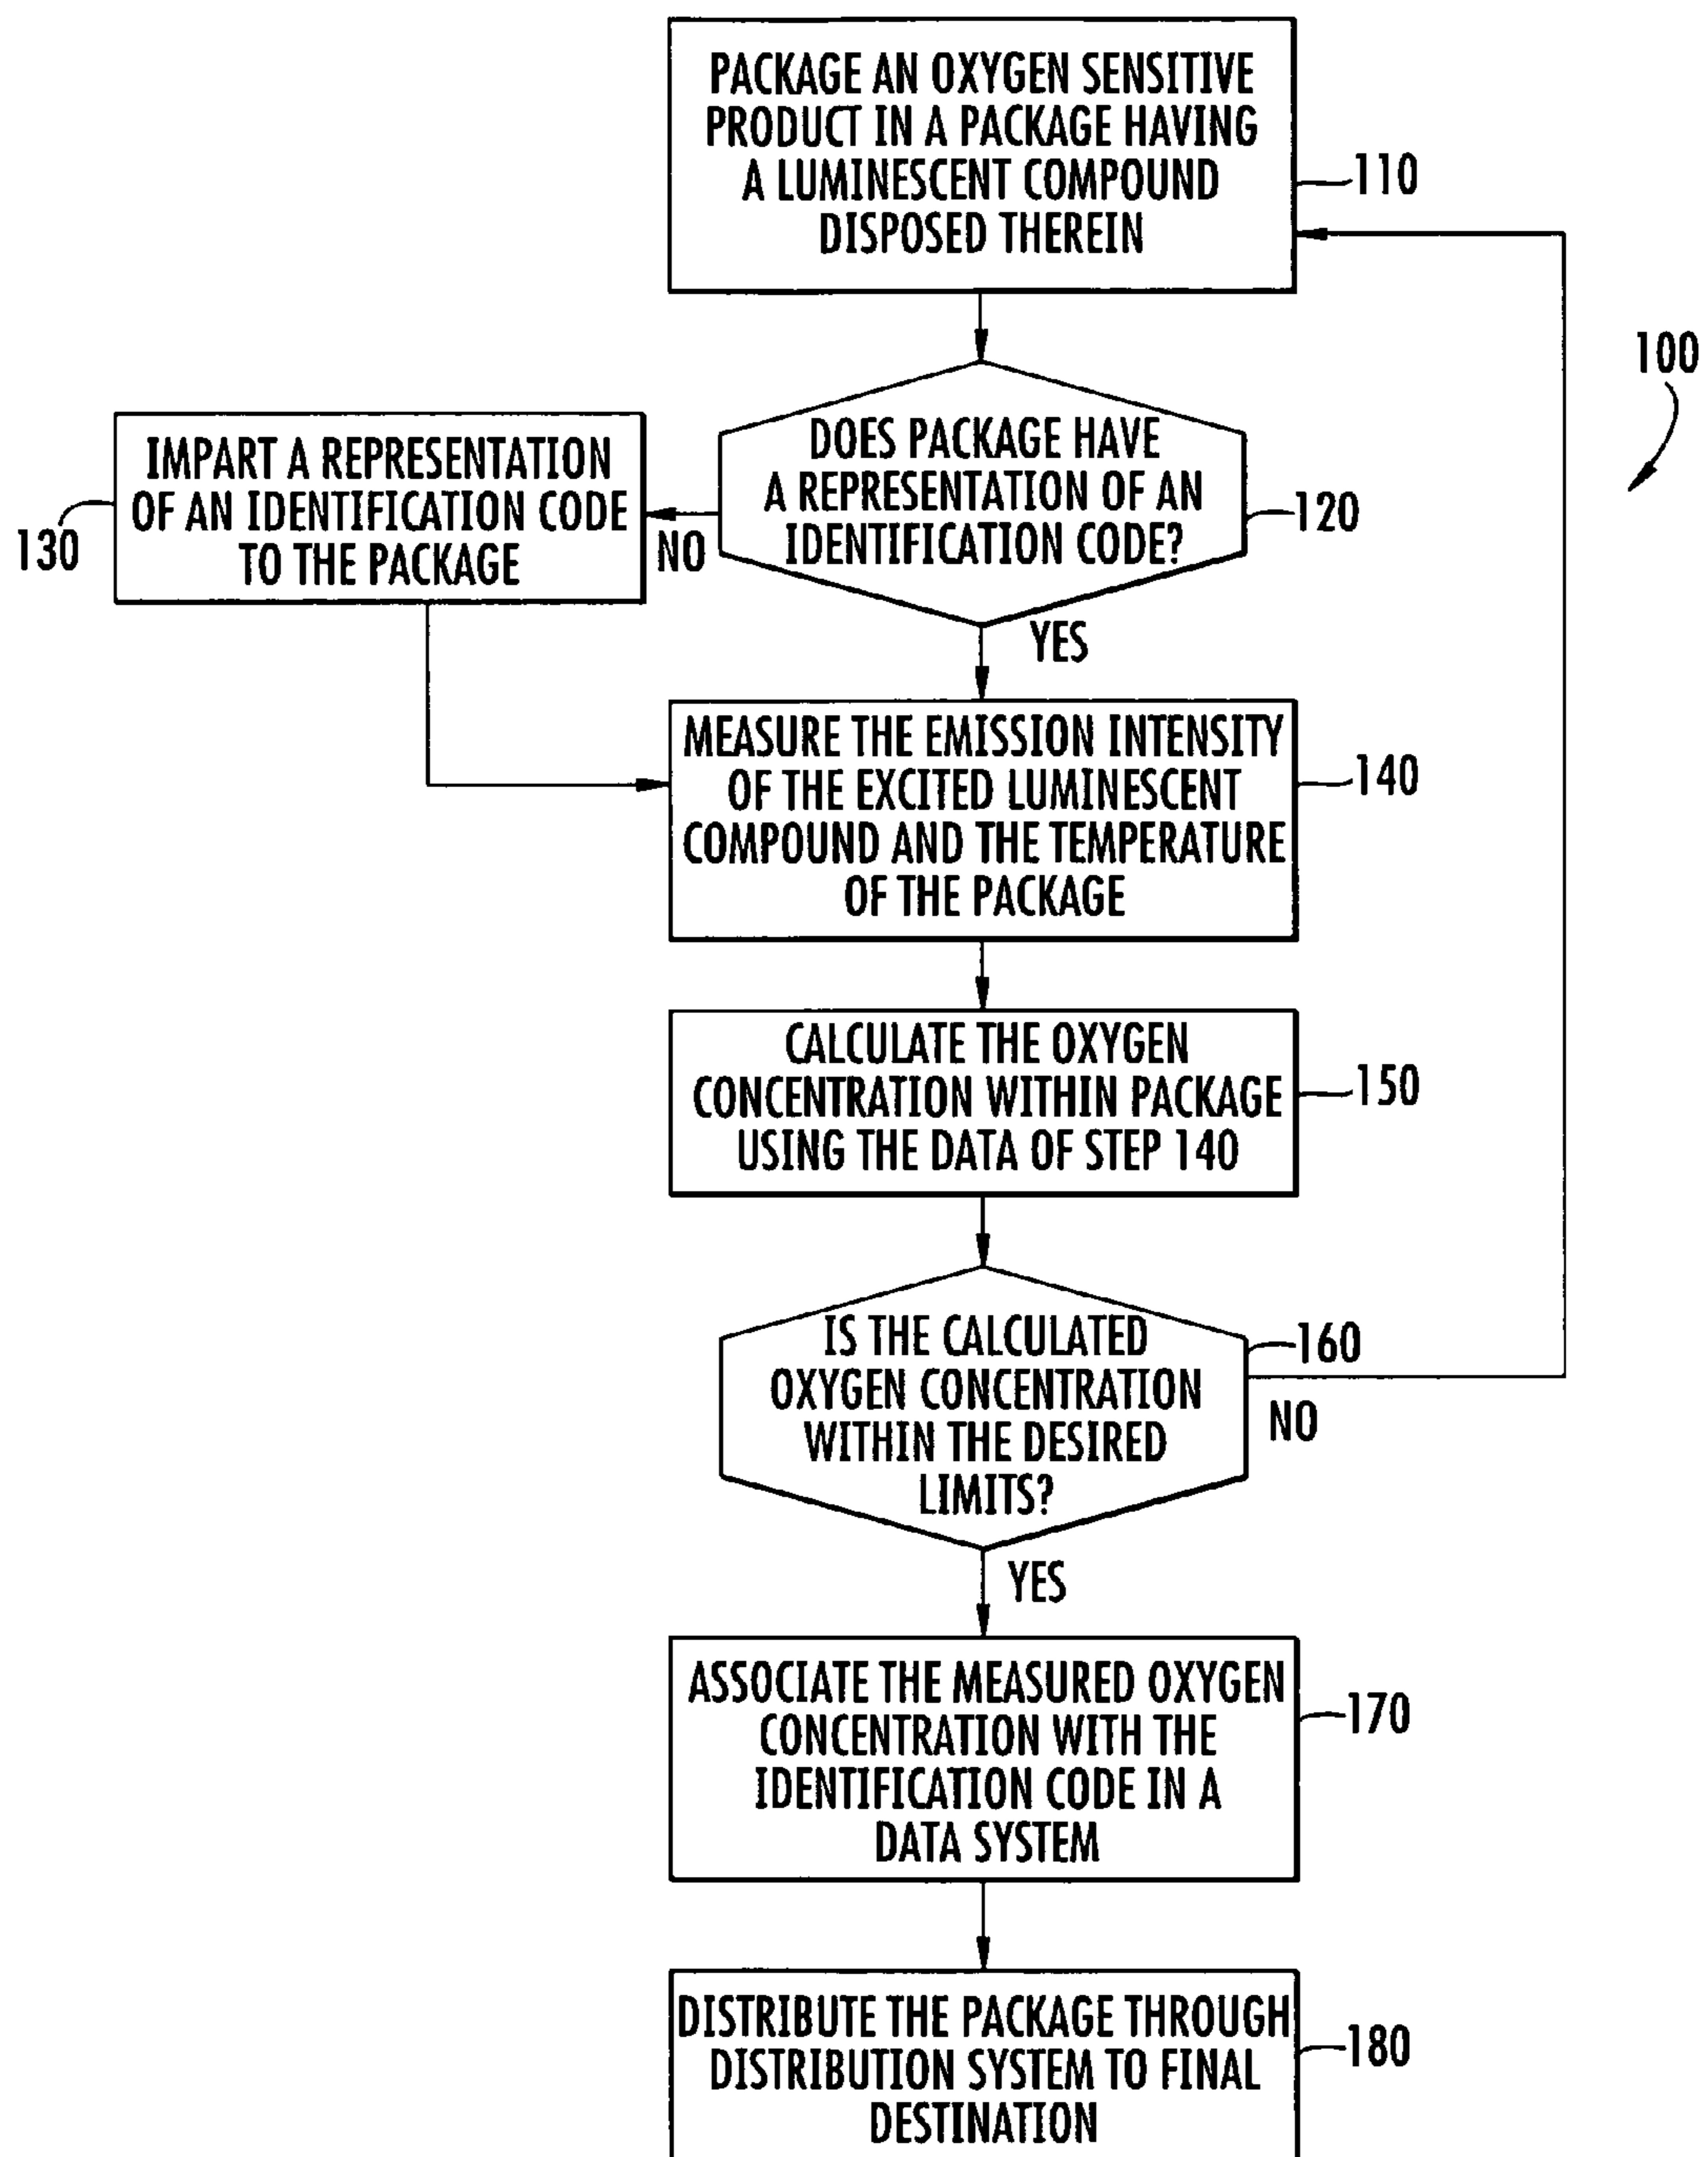 PACKAGE AN OXYGEN SENSITIVE
PRODUCT IN A PACKAGE HAVING
A LUMINESCENT COMPOUND
DISPOSED THEREIN
110
100
DOES PACKAGE HAVE
A REPRESENTATION OF AN
IDENTIFICATION CODE?
120
NO
YES
IMPART A REPRESENTATION
OF AN IDENTIFICATION CODE
TO THE PACKAGE
130
MEASURE THE EMISSION INTENSITY
OF THE EXCITED LUMINESCENT
COMPOUND AND THE TEMPERATURE
OF THE PACKAGE
140
CALCULATE THE OXYGEN
CONCENTRATION WITHIN PACKAGE
USING THE DATA OF STEP 140
150
IS THE CALCULATED
OXYGEN CONCENTRATION
WITHIN THE DESIRED
LIMITS?
160
NO
YES
ASSOCIATE THE MEASURED OXYGEN
CONCENTRATION WITH THE
IDENTIFICATION CODE IN A
DATA SYSTEM
170
DISTRIBUTE THE PACKAGE THROUGH
DISTRIBUTION SYSTEM TO FINAL
DESTINATION
180